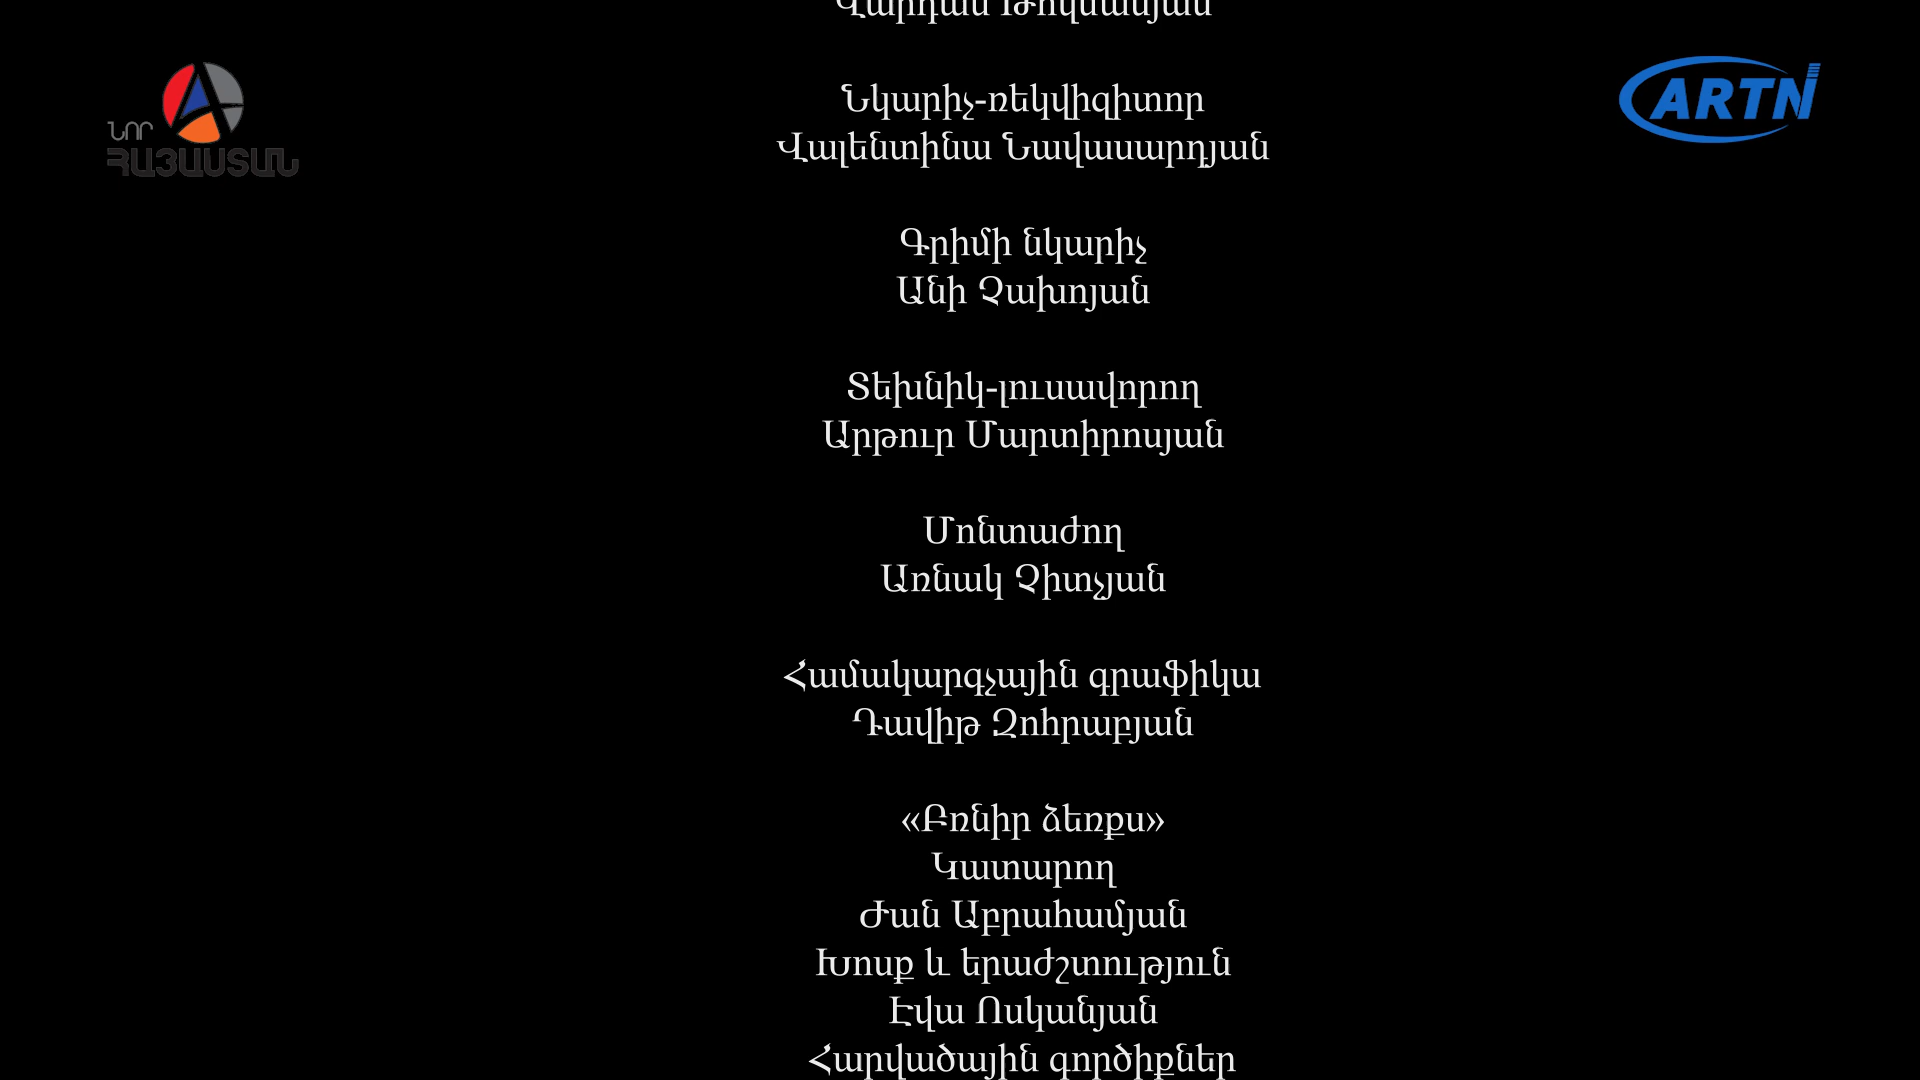 ՆՈՐ
ՀԱՅԱՍՏԱՆ
ARTN
Նկարիչ-ռեկվիզիտոր
Վալենտինա Նավասարդյան
Գրիմի նկարիչ
Անի Չախոյան
Տեխնիկ-լուսավորող
Արթուր Մարտիրոսյան
Մոնտաժող
Առնակ Չիտչյան
Համակարգչային գրաֆիկա
Դավիթ Զոհրաբյան
«Բռնիր ձեռքս»
Կատարող
Ժան Աբրահամյան
Խոսք և երաժշտություն
Էվա Ոսկանյան
Հարվածային գործիքներ